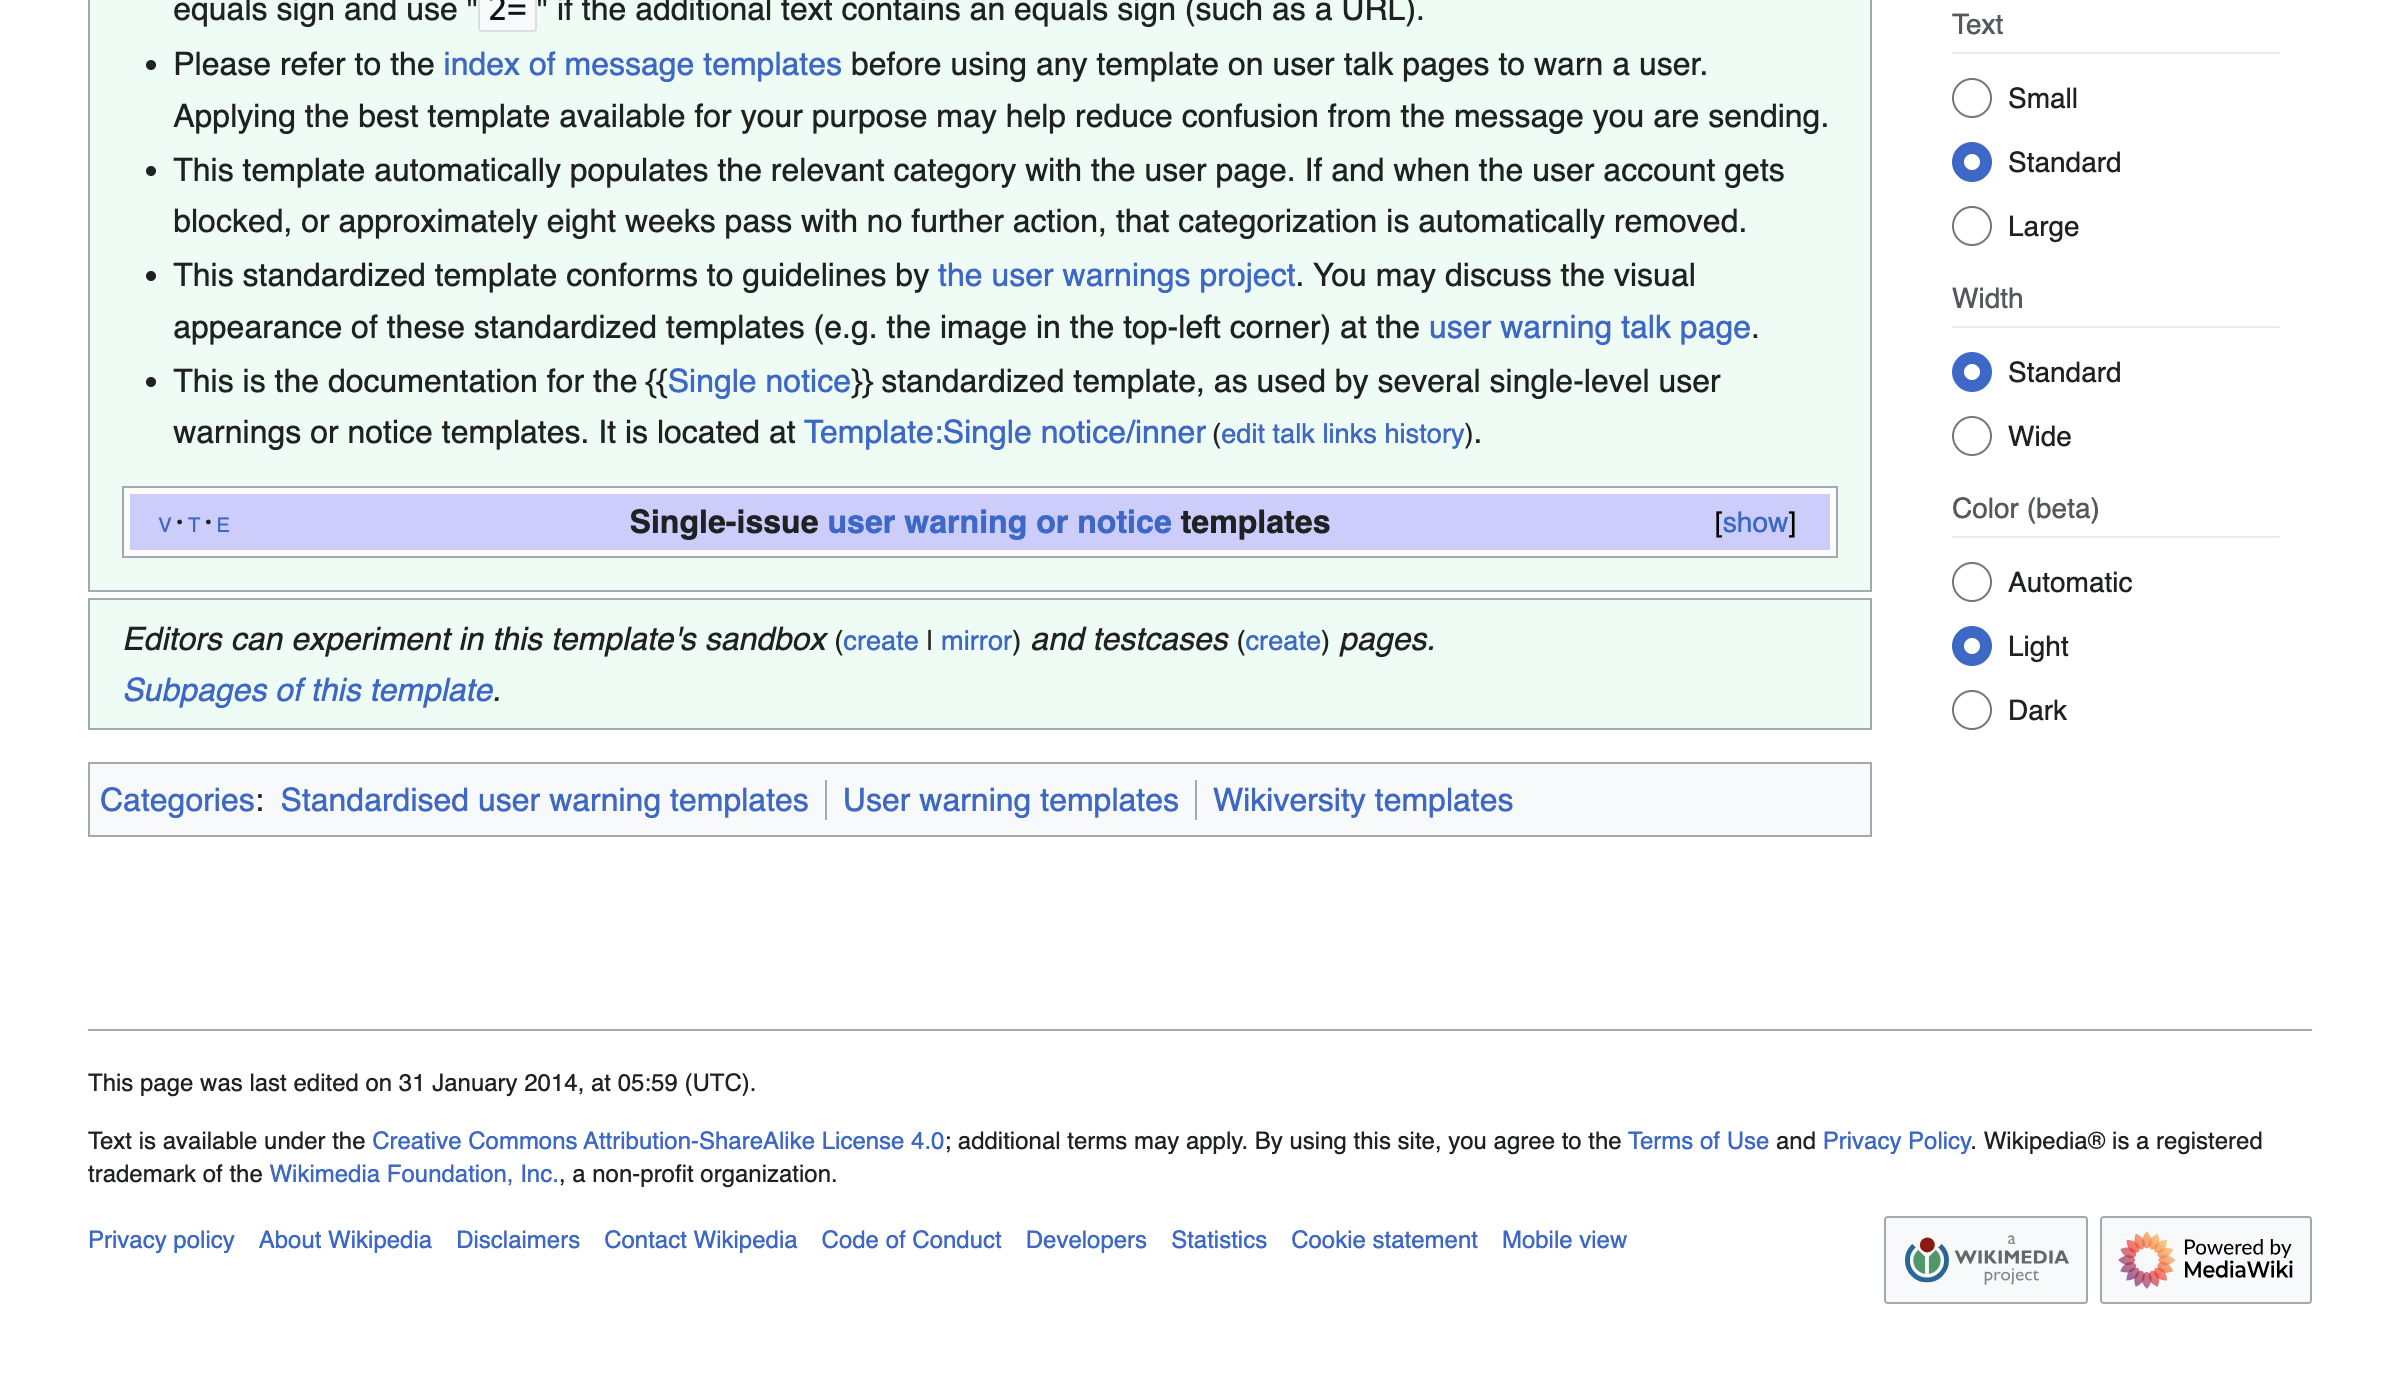 equals sign and use "2=" if the additional text contains an equals sign (such as a URL).
Please refer to the index of message templates before using any template on user talk pages to warn a user.
Applying the best template available for your purpose may help reduce confusion from the message you are sending.
This template automatically populates the relevant category with the user page. If and when the user account gets
blocked, or approximately eight weeks pass with no further action, that categorization is automatically removed.
This standardized template conforms to guidelines by the user warnings project. You may discuss the visual
appearance of these standardized templates (e.g. the image in the top-left corner) at the user warning talk page.
This is the documentation for the {{Single notice}} standardized template, as used by several single-level user
warnings or notice templates. It is located at Template:Single notice/inner (edit talk links history).
V · T · E Single-issue user warning or notice templates [show]
Editors can experiment in this template's sandbox (create | mirror) and testcases (create) pages.
Subpages of this template.
Categories: Standardised user warning templates | User warning templates | Wikiversity templates
Text
Small
Standard
Large
Width
Standard
Wide
Color (beta)
Automatic
Light
Dark
This page was last edited on 31 January 2014, at 05:59 (UTC).
Text is available under the Creative Commons Attribution-ShareAlike License 4.0; additional terms may apply. By using this site, you agree to the Terms of Use and Privacy Policy. Wikipedia® is a registered
trademark of the Wikimedia Foundation, Inc., a non-profit organization.
Privacy policy About Wikipedia Disclaimers Contact Wikipedia Code of Conduct Developers Statistics Cookie statement Mobile view
a
WIKIMEDIA
project
Powered by
MediaWiki